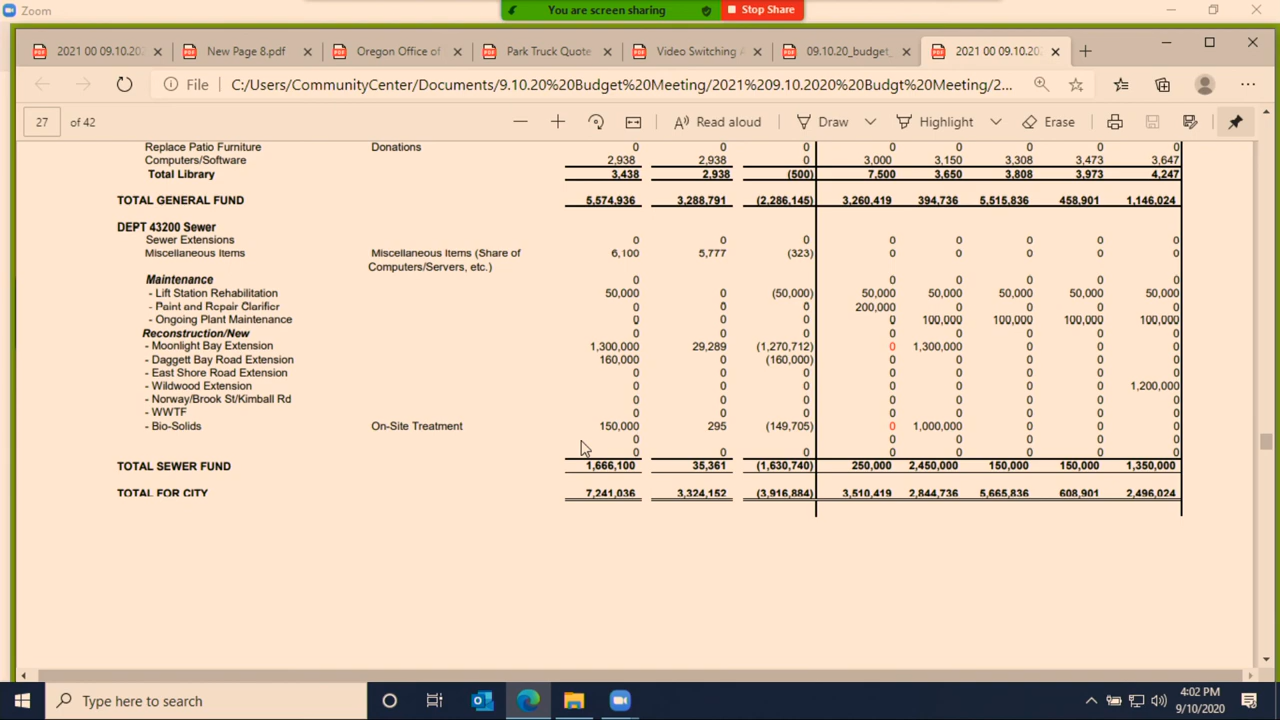 Zoom
You are screen sharing Stop Share
2021 00 09.10.20 New Page 8.pdf Oregon Office of Park Truck Quote Video Switching A 09.10.20_budget_ 2021 00 09.10.202
File C:/Users/CommunityCenter/Documents/9.10.20%20Budget%20Meeting/2021%209.10.2020%20Budgt%20Meeting/2...
27 of 42 Read aloud Draw Highlight Erase
Replace Patio Furniture Donations 0 0 0 0 0 0 0 0
Computers/Software 2,938 2,938 0 3,000 3,150 3,308 3,473 3,647
Total Library 3,438 2,938 (500) 7,500 3,650 3,808 3,973 4,247
TOTAL GENERAL FUND 5,574,936 3,288,791 (2,286,145) 3,260,419 394,736 5,515,836 458,901 1,146,024
DEPT 43200 Sewer
Sewer Extensions 0 0 0 0 0 0 0 0
Miscellaneous Items Miscellaneous Items (Share of 6,100 5,777 (323) 0 0 0 0 0
Computers/Servers, etc.)
Maintenance 0 0 0 0 0 0 0 0
- Lift Station Rehabilitation 50,000 0 (50,000) 50,000 50,000 50,000 50,000 50,000
- Paint and Repair Clarifier 0 0 0 200,000 0 0 0 0
- Ongoing Plant Maintenance 0 0 0 0 100,000 100,000 100,000 100,000
Reconstruction/New 0 0 0 0 0 0 0 0
- Moonlight Bay Extension 1,300,000 29,289 (1,270,712) 0 1,300,000 0 0 0
- Daggett Bay Road Extension 160,000 0 (160,000) 0 0 0 0 0
- East Shore Road Extension 0 0 0 0 0 0 0 0
- Wildwood Extension 0 0 0 0 0 0 0 1,200,000
- Norway/Brook St/Kimball Rd 0 0 0 0 0 0 0 0
- WWTF 0 0 0 0 0 0 0 0
- Bio-Solids On-Site Treatment 150,000 295 (149,705) 0 1,000,000 0 0 0
0 0 0 0 0 0 0 0
0 0 0 0 0 0 0
TOTAL SEWER FUND 1,666,100 35,361 (1,630,740) 250,000 2,450,000 150,000 150,000 1,350,000
TOTAL FOR CITY 7,241,036 3,324,152 (3,916,884) 3,510,419 2,844,736 5,665,836 608,901 2,496,024
Type here to search
4:02 PM
9/10/2020